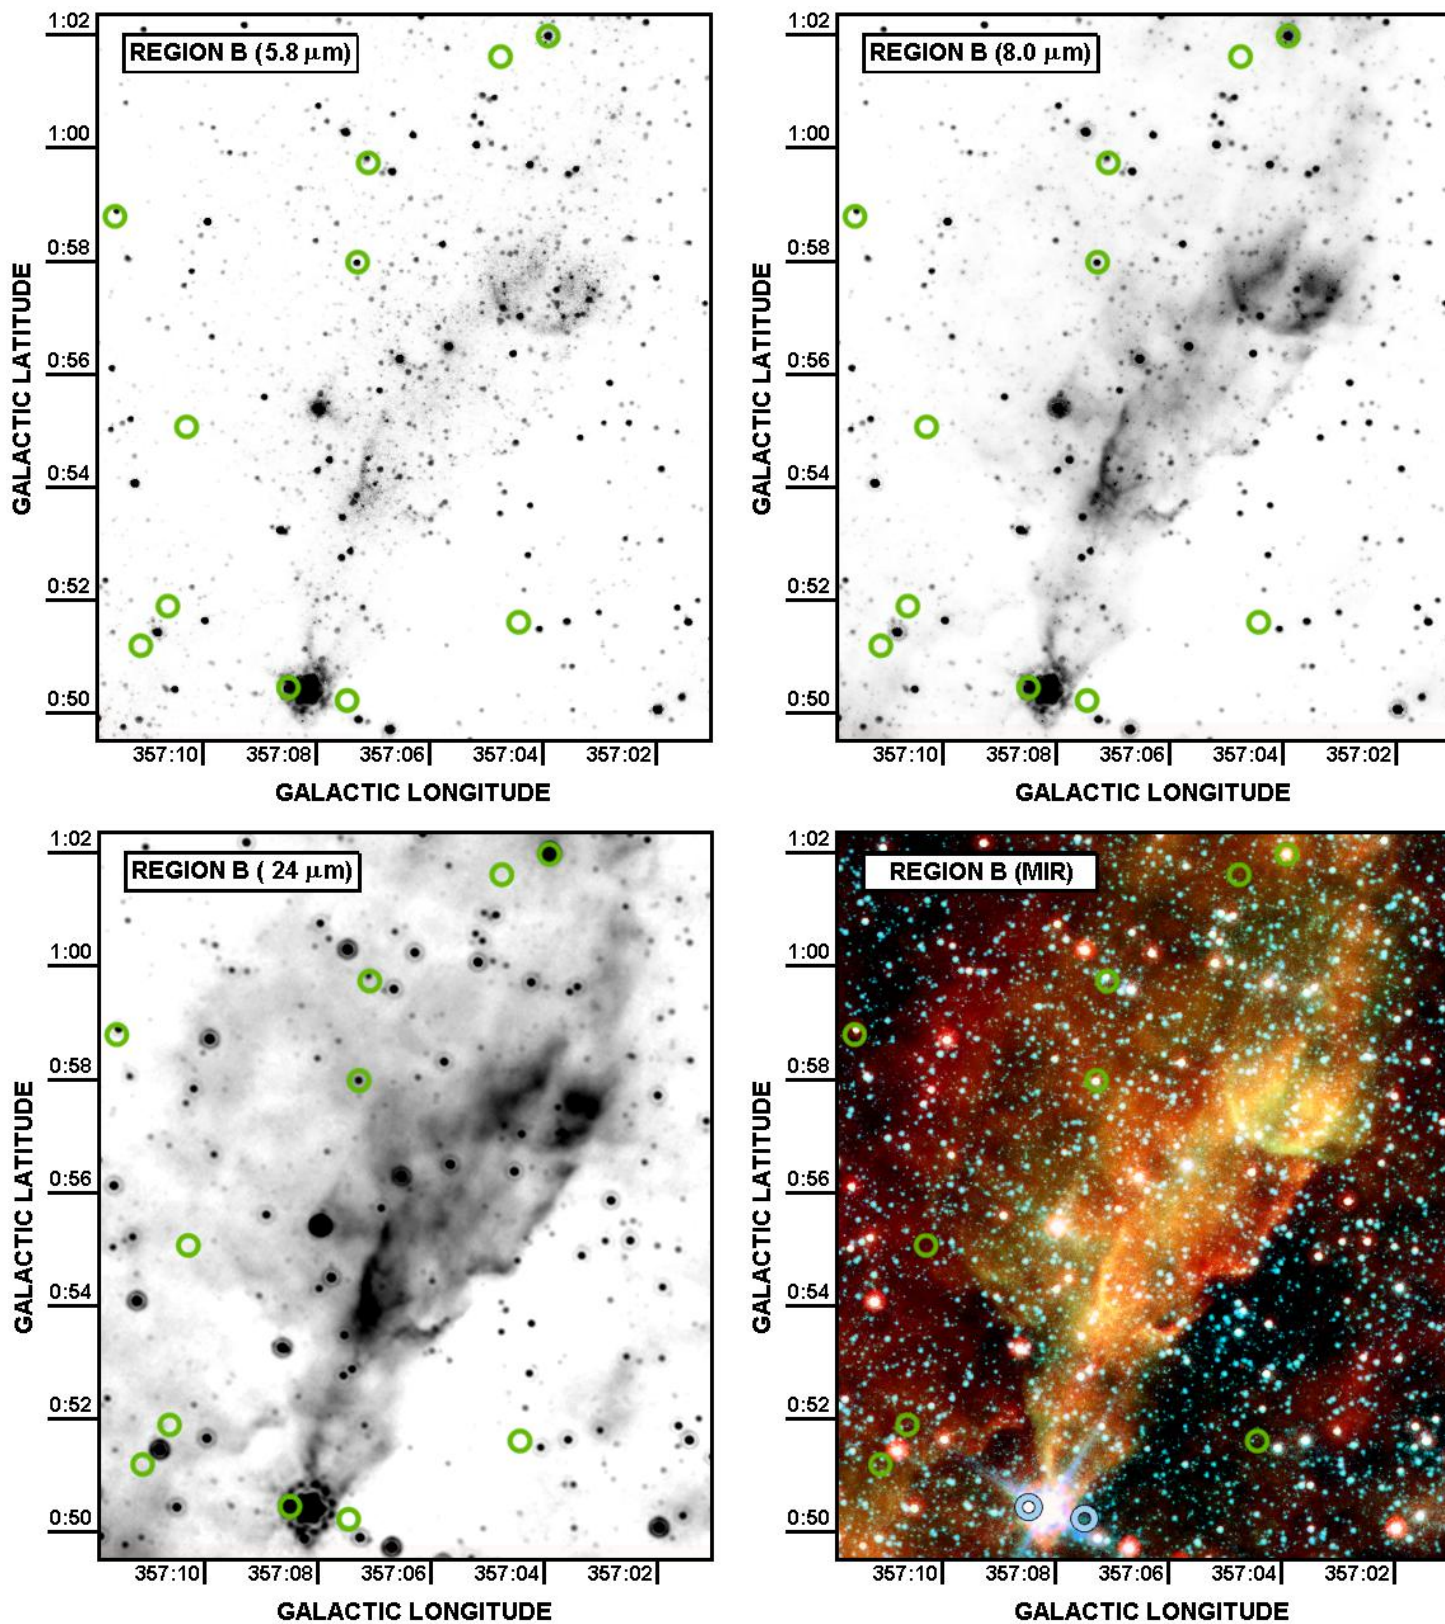 REGION B (5.8 μm)
1:02
1:00
0:58
0:56
0:54
0:52
0:50
GALACTIC LATITUDE
357:10 357:08 357:06 357:04 357:02
GALACTIC LONGITUDE
REGION B (8.0 μm)
1:02
1:00
0:58
0:56
0:54
0:52
0:50
GALACTIC LATITUDE
357:10 357:08 357:06 357:04 357:02
GALACTIC LONGITUDE
REGION B ( 24 μm)
1:02
1:00
0:58
0:56
0:54
0:52
0:50
GALACTIC LATITUDE
357:10 357:08 357:06 357:04 357:02
GALACTIC LONGITUDE
REGION B (MIR)
1:02
1:00
0:58
0:56
0:54
0:52
0:50
GALACTIC LATITUDE
357:10 357:08 357:06 357:04 357:02
GALACTIC LONGITUDE